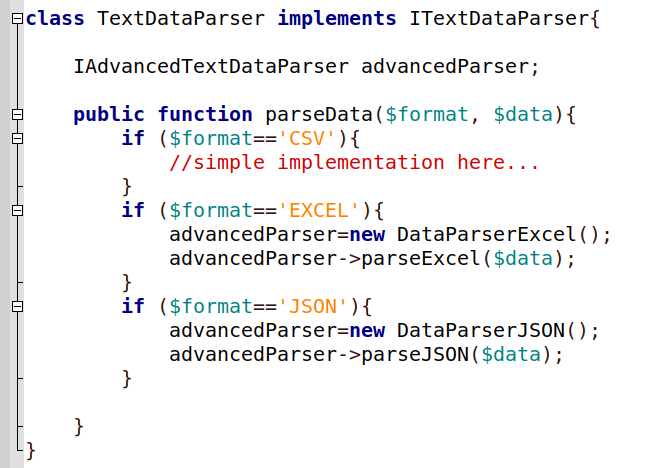 class TextDataParser implements ITextDataParser{
IAdvancedTextDataParser advancedParser;
public function parseData($format, $data){
if ($format=='CSV'){
//simple implementation here...
}
if ($format=='EXCEL'){
advancedParser=new DataParserExcel();
advancedParser->parseExcel($data);
}
if ($format=='JSON'){
advancedParser=new DataParserJSON();
advancedParser->parseJSON($data);
}
}
}